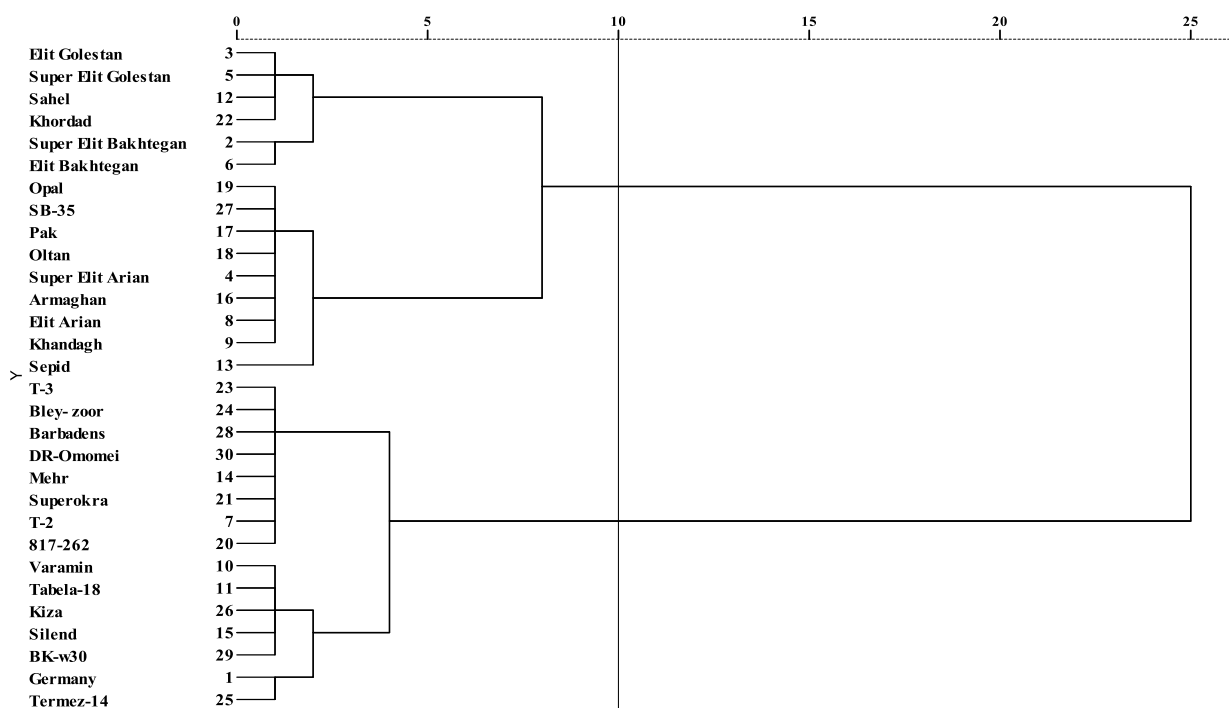 0 5 10 15 20 25
Elit Golestan 3
Super Elit Golestan 5
Sahel 12
Khordad 22
Super Elit Bakhtegan 2
Elit Bakhtegan 6
Opal 19
SB-35 27
Pak 17
Oltan 18
Super Elit Arian 4
Armaghan 16
Elit Arian 8
Khandagh 9
Sepid 13
Y
T-3 23
Bley- zoor 24
Barbadens 28
DR-Omomei 30
Mehr 14
Superokra 21
T-2 7
817-262 20
Varamin 10
Tabela-18 11
Kiza 26
Silend 15
BK-w30 29
Germany 1
Termez-14 25